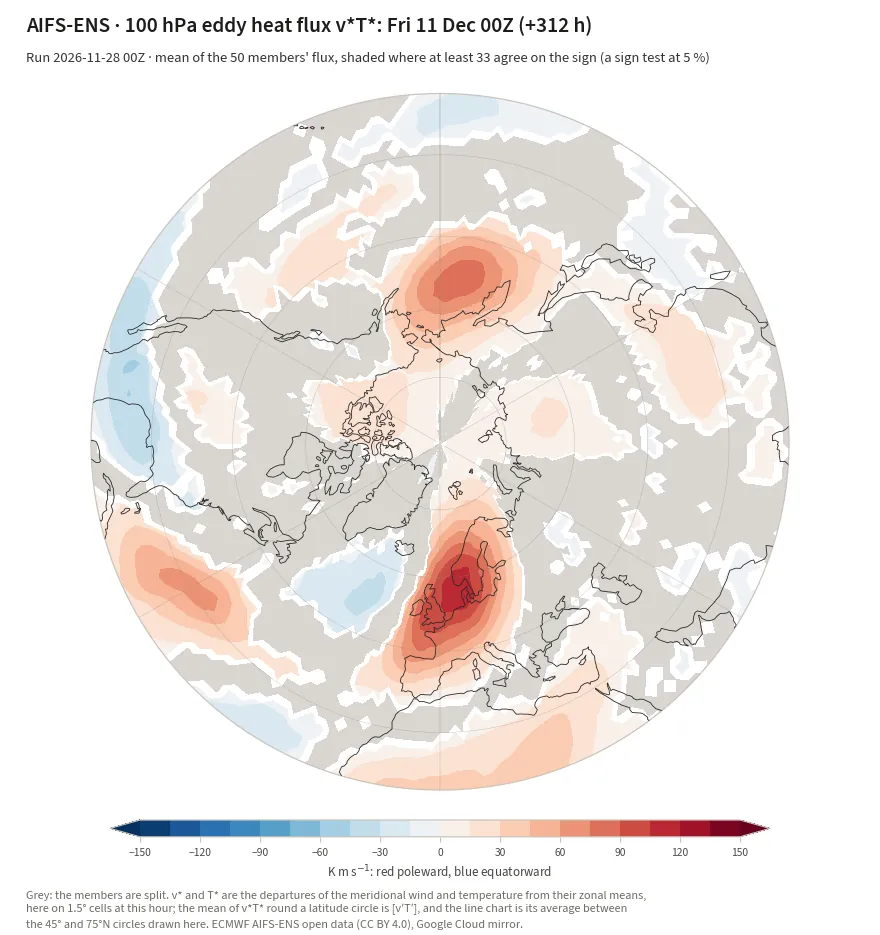 AIFS-ENS · 100 hPa eddy heat flux v*T*: Fri 11 Dec 00Z (+312 h)
Run 2026-11-28 00Z · mean of the 50 members' flux, shaded where at least 33 agree on the sign (a sign test at 5 %)
−150 −120 −90 −60 −30 0 30 60 90 120 150
K m s⁻¹: red poleward, blue equatorward
Grey: the members are split. v* and T* are the departures of the meridional wind and temperature from their zonal means,
here on 1.5° cells at this hour; the mean of v*T* round a latitude circle is [v'T'], and the line chart is its average between
the 45° and 75°N circles drawn here. ECMWF AIFS-ENS open data (CC BY 4.0), Google Cloud mirror.